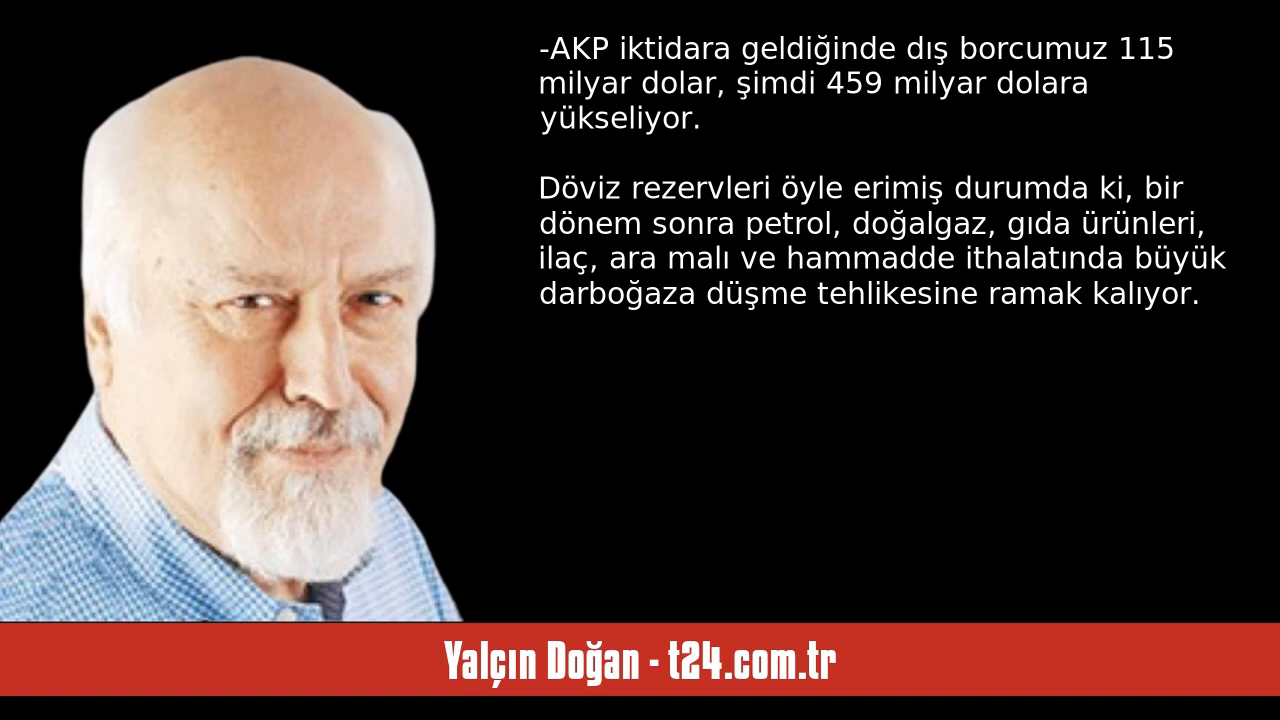 -AKP iktidara geldiğinde dış borcumuz 115
milyar dolar, şimdi 459 milyar dolara
yükseliyor.
Döviz rezervleri öyle erimiş durumda ki, bir
dönem sonra petrol, doğalgaz, gıda ürünleri,
ilaç, ara malı ve hammadde ithalatında büyük
darboğaza düşme tehlikesine ramak kalıyor.
Yalçın Doğan - t24.com.tr